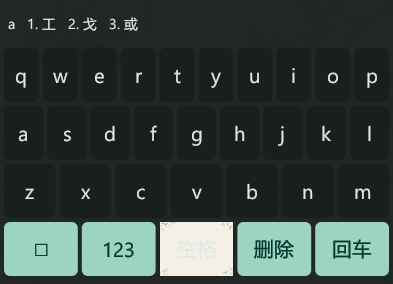 a 1. 工 2. 戈 3. 或
q w e r t y u i o p
a s d f g h j k l
z x c v b n m
□ 123 空格 删除 回车